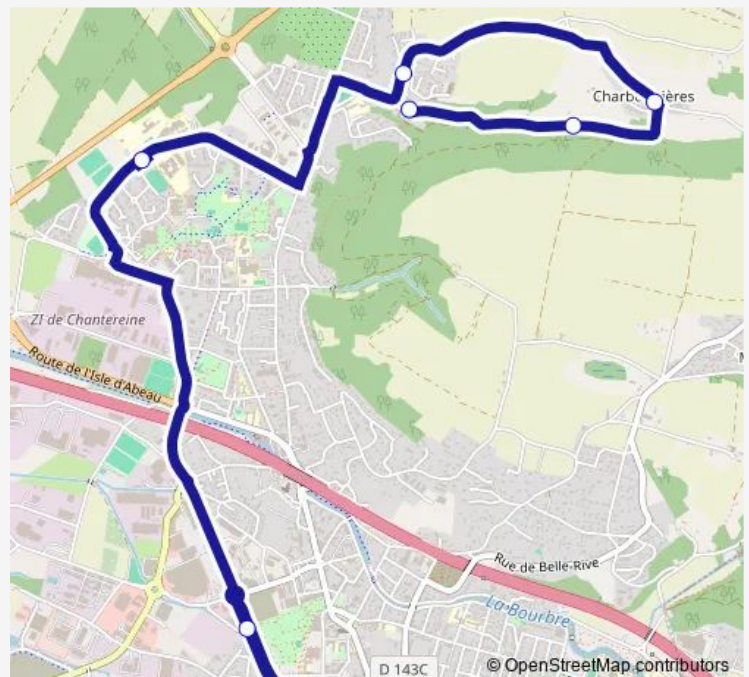 Charbonnières
ZI de Chantereine
Route de l'Isle d'Abeau
Rue de Belle-Rive
La Bourbre
D 143C
© OpenStreetMap contributors